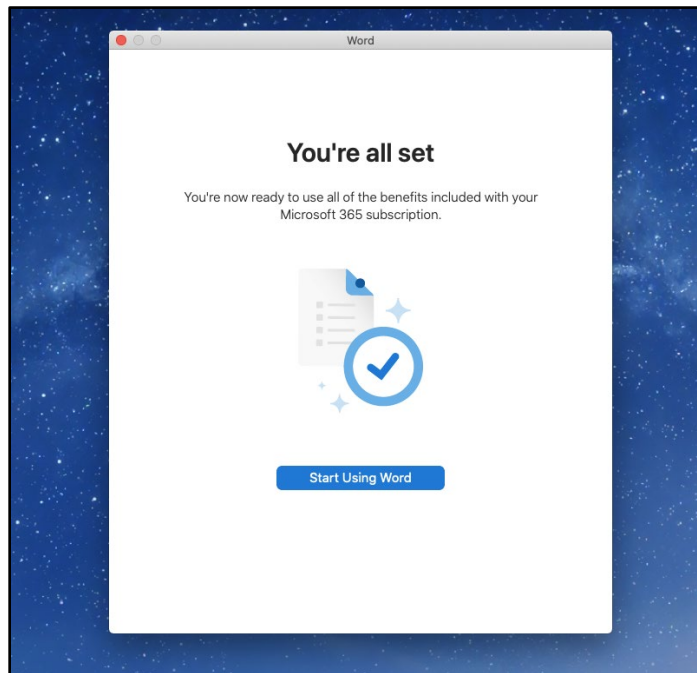 Word
You're all set
You're now ready to use all of the benefits included with your
Microsoft 365 subscription.
Start Using Word